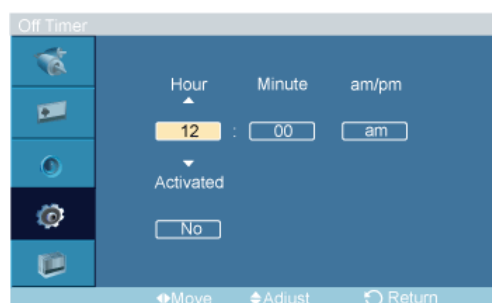 Off Timer
Hour Minute am/pm
12 : 00 am
Activated
No
Move Adjust Return